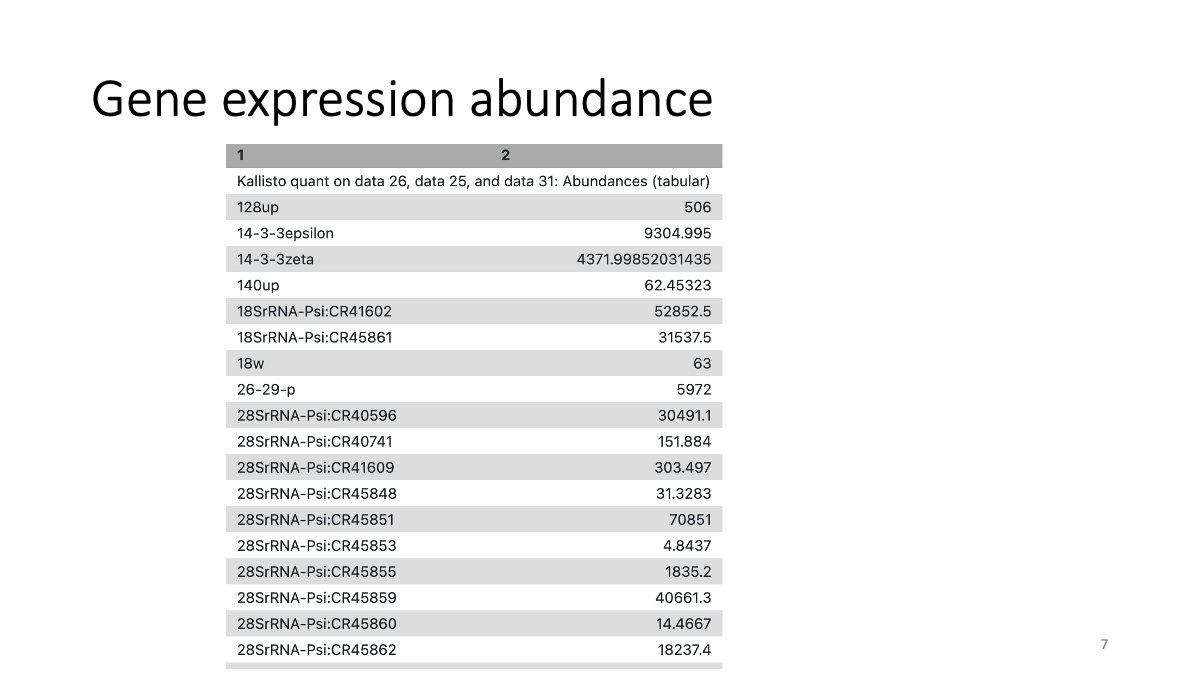 Gene expression abundance
1 2
Kallisto quant on data 26, data 25, and data 31: Abundances (tabular)
128up 506
14-3-3epsilon 9304.995
14-3-3zeta 4371.99852031435
140up 62.45323
18SrRNA-Psi:CR41602 52852.5
18SrRNA-Psi:CR45861 31537.5
18w 63
26-29-p 5972
28SrRNA-Psi:CR40596 30491.1
28SrRNA-Psi:CR40741 151.884
28SrRNA-Psi:CR41609 303.497
28SrRNA-Psi:CR45848 31.3283
28SrRNA-Psi:CR45851 70851
28SrRNA-Psi:CR45853 4.8437
28SrRNA-Psi:CR45855 1835.2
28SrRNA-Psi:CR45859 40661.3
28SrRNA-Psi:CR45860 14.4667
28SrRNA-Psi:CR45862 18237.4
7